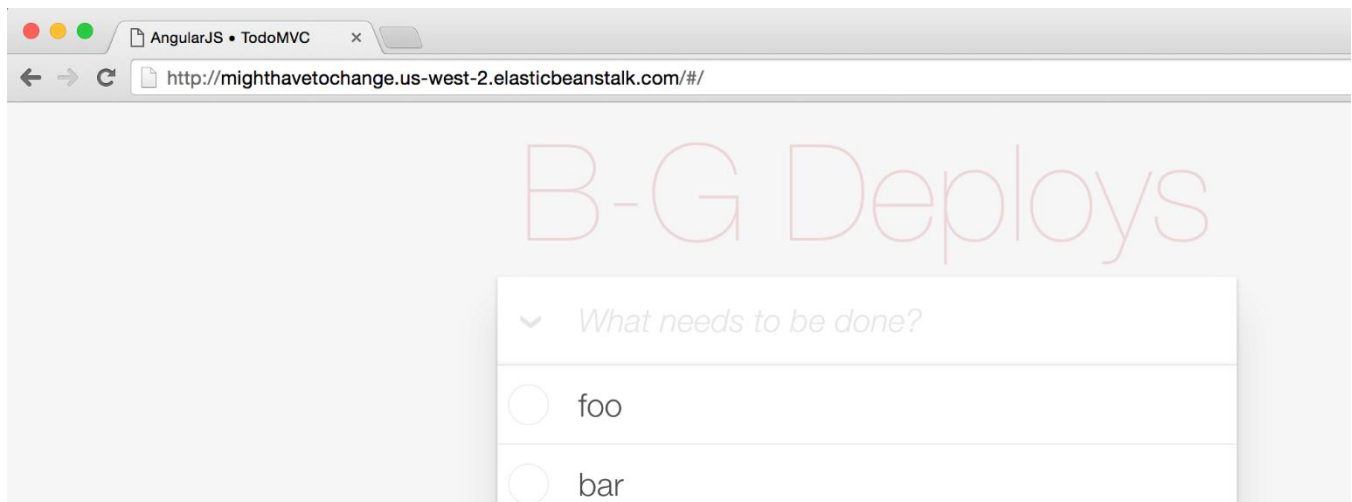 AngularJS • TodoMVC
http://mighthavetochange.us-west-2.elasticbeanstalk.com/#/
B-G Deploys
What needs to be done?
foo
bar